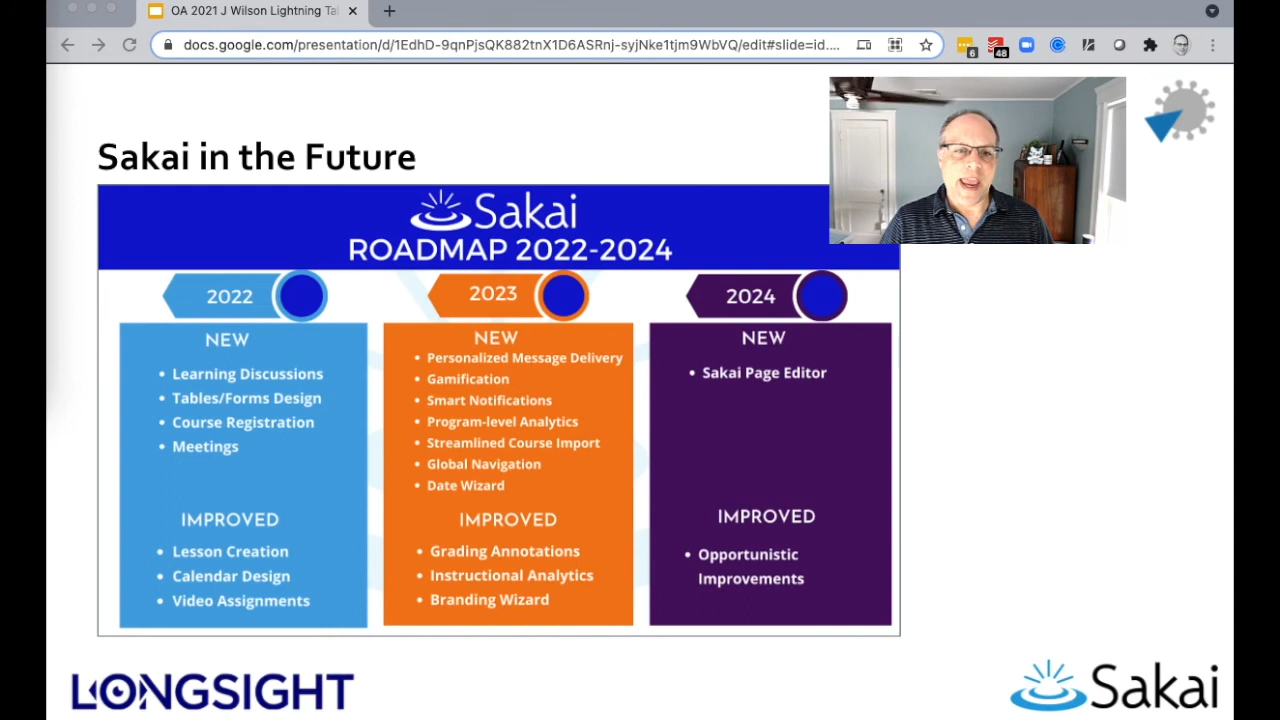 OA 2021 J Wilson Lightning Tal
docs.google.com/presentation/d/1EdhD-9qnPjsQK882tnX1D6ASRnj-syjNke1tjm9WbVQ/edit#slide=id....
6
48
Sakai in the Future
Sakai
ROADMAP 2022-2024
2022
NEW
• Learning Discussions
• Tables/Forms Design
• Course Registration
• Meetings
IMPROVED
• Lesson Creation
• Calendar Design
• Video Assignments
2023
NEW
• Personalized Message Delivery
• Gamification
• Smart Notifications
• Program-level Analytics
• Streamlined Course Import
• Global Navigation
• Date Wizard
IMPROVED
• Grading Annotations
• Instructional Analytics
• Branding Wizard
2024
NEW
• Sakai Page Editor
IMPROVED
• Opportunistic
Improvements
LONGSIGHT
Sakai